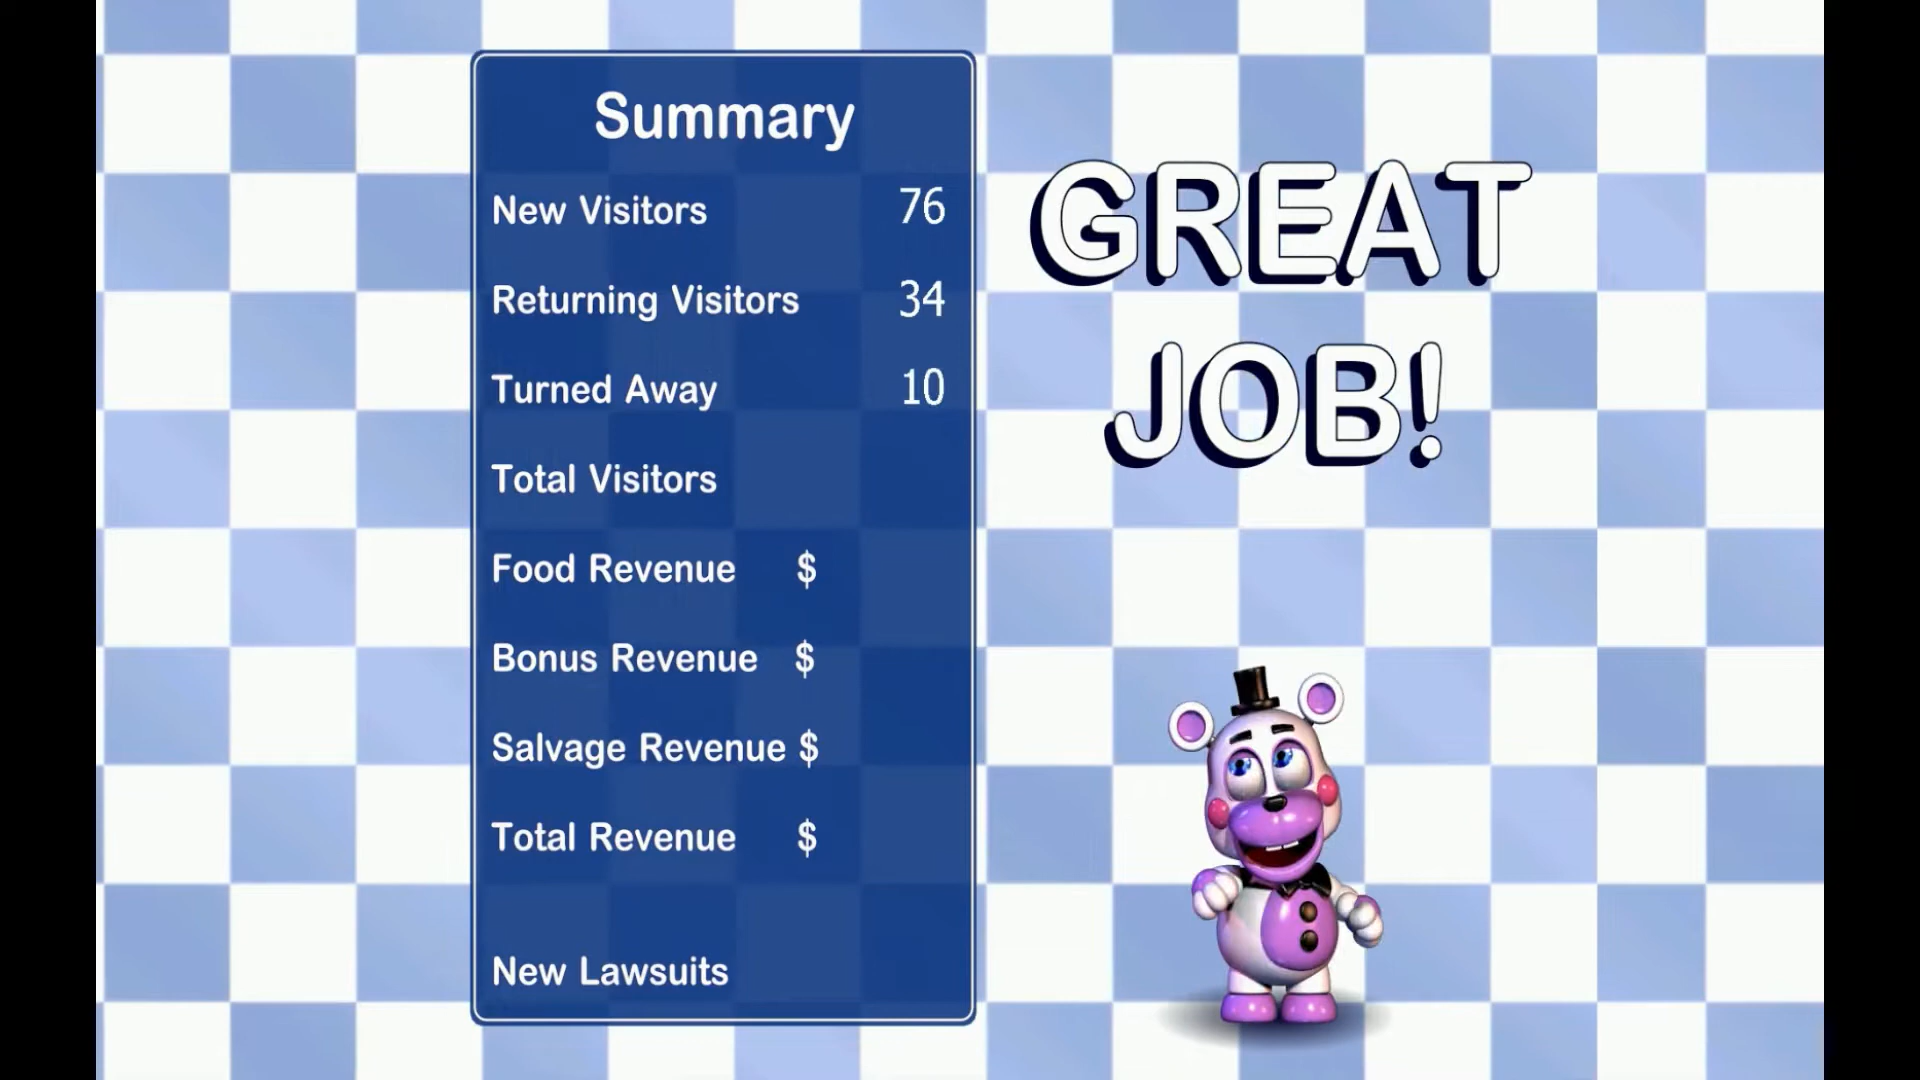 Summary
New Visitors 76
Returning Visitors 34
Turned Away 10
Total Visitors
Food Revenue $
Bonus Revenue $
Salvage Revenue $
Total Revenue $
New Lawsuits
GREAT
JOB!